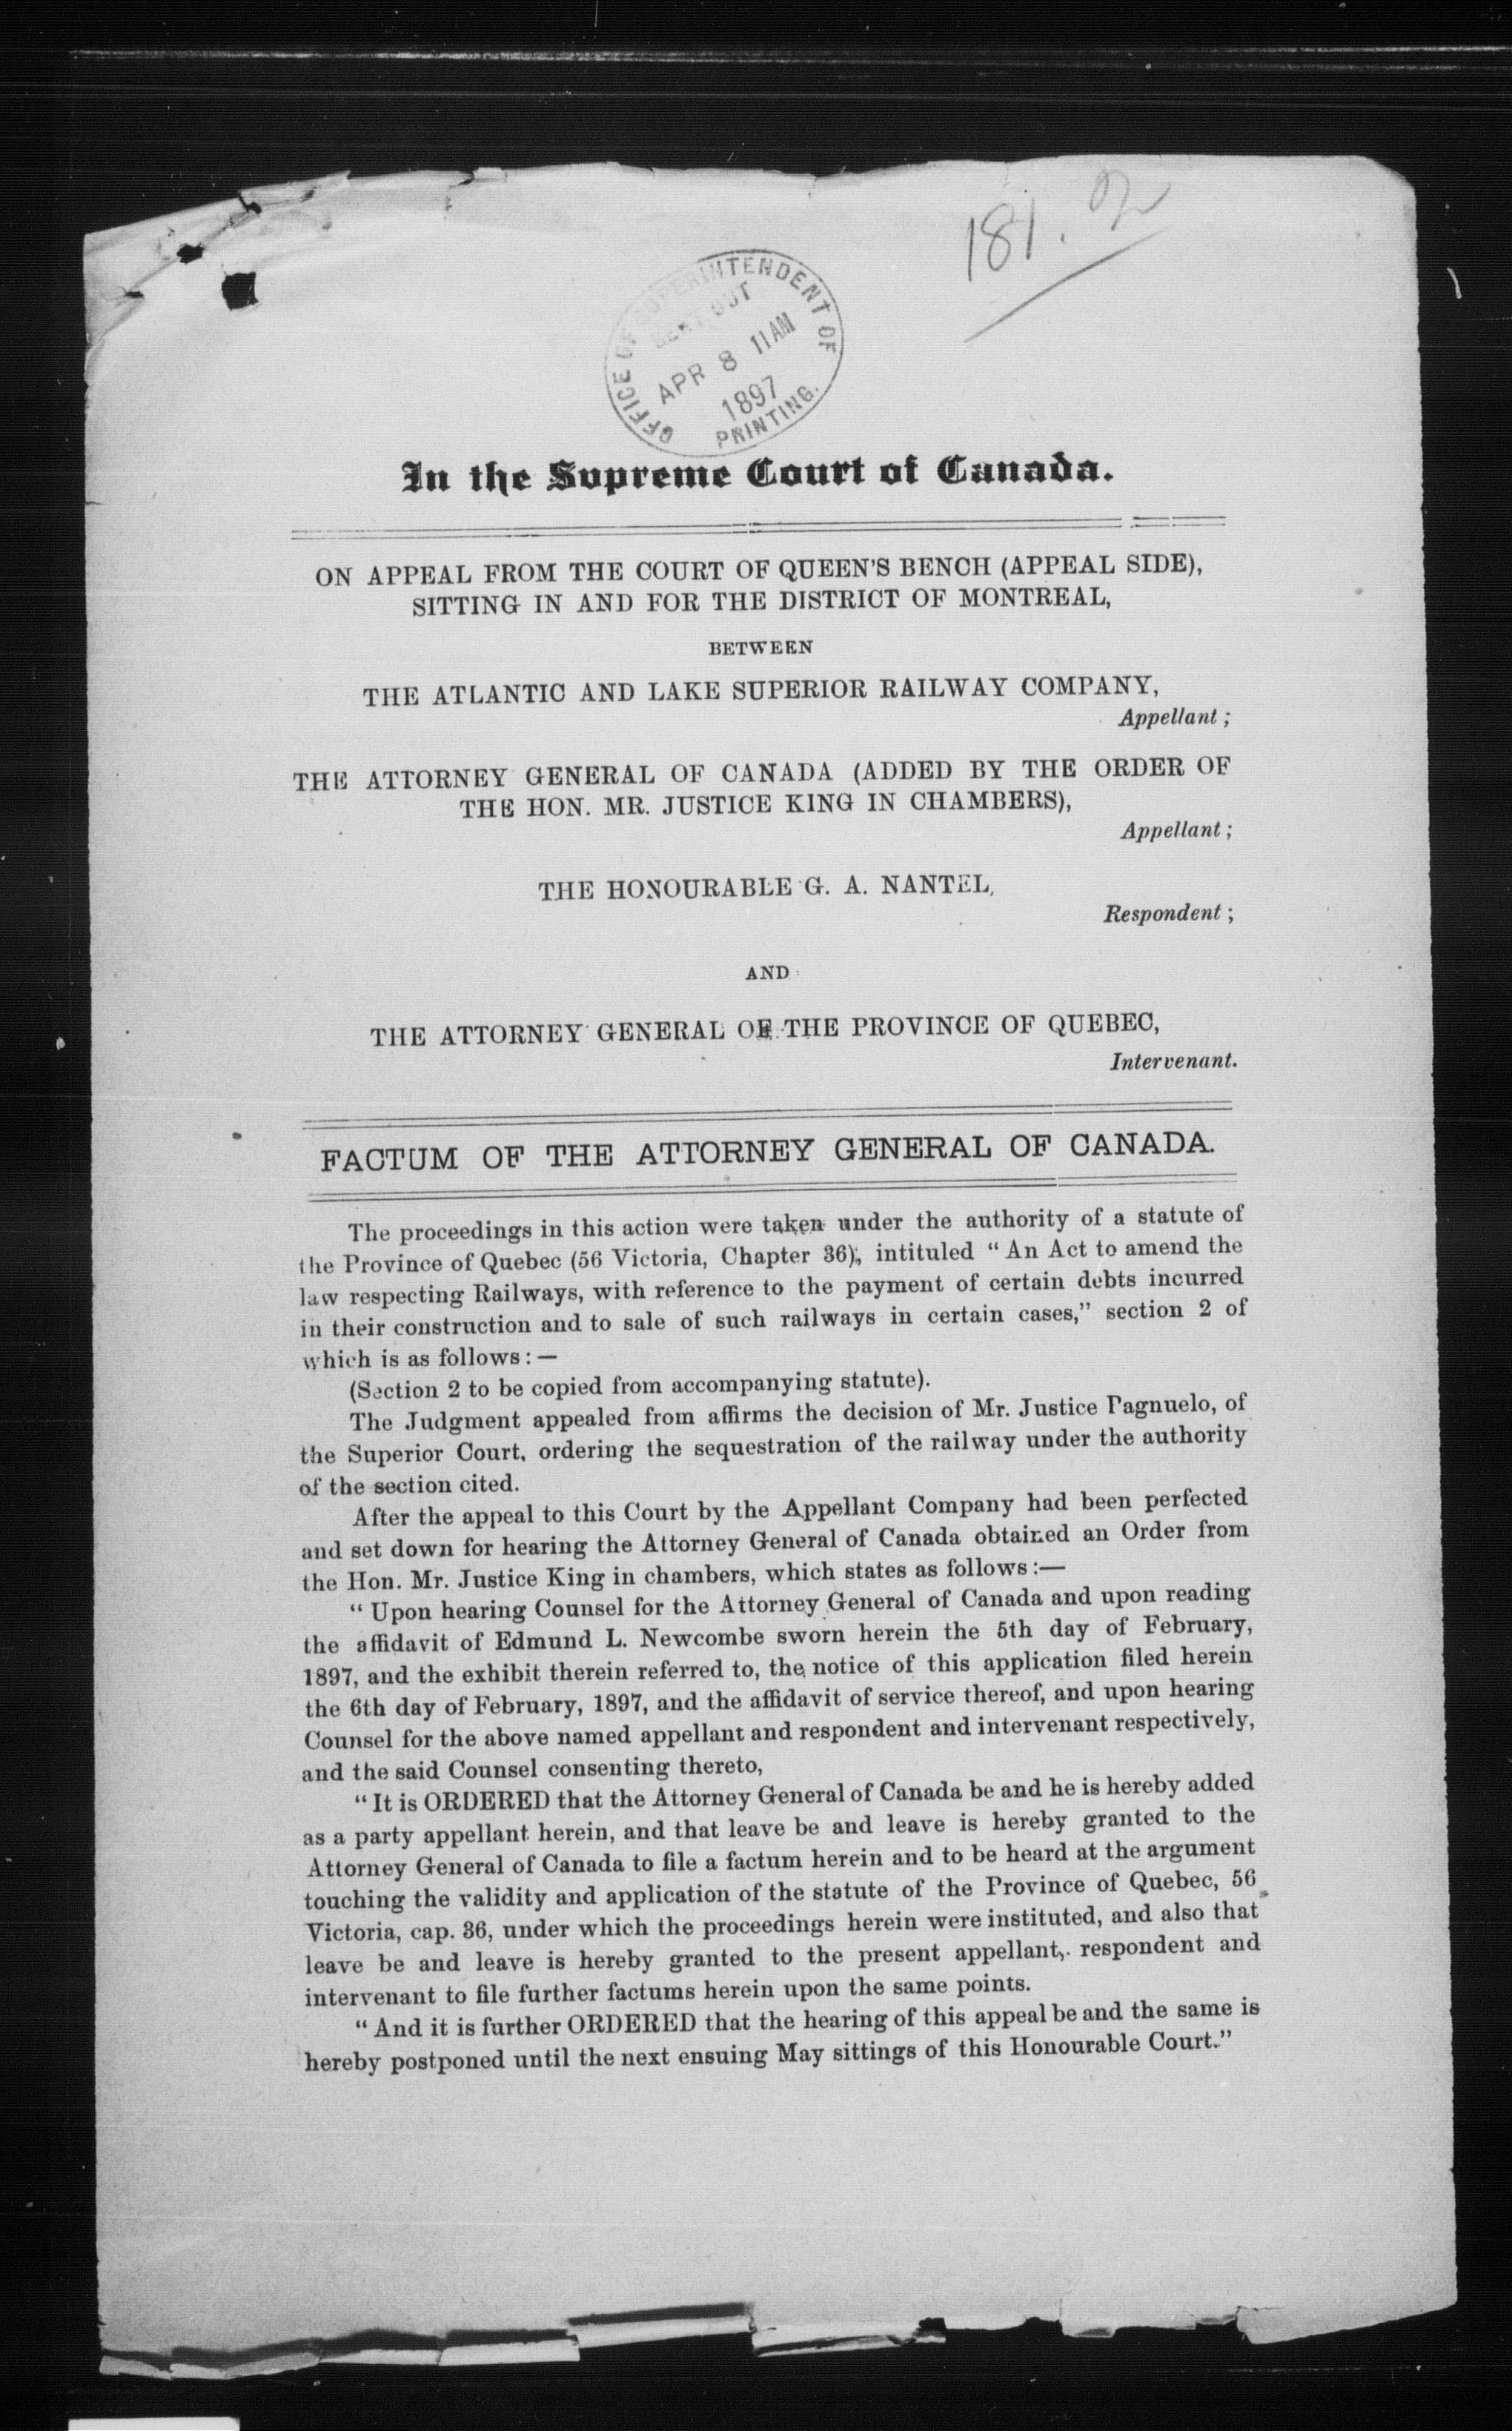 181.
OFFICE OF SUPERINTENDENT OF
SENT OUT
APR 8 11 AM
1897
PRINTING.
In the Supreme Court of Canada.
ON APPEAL FROM THE COURT OF QUEEN'S BENCH (APPEAL SIDE),
SITTING IN AND FOR THE DISTRICT OF MONTREAL,
BETWEEN
THE ATLANTIC AND LAKE SUPERIOR RAILWAY COMPANY,
Appellant;
THE ATTORNEY GENERAL OF CANADA (ADDED BY THE ORDER OF
THE HON. MR. JUSTICE KING IN CHAMBERS),
Appellant;
THE HONOURABLE G. A. NANTEL,
Respondent;
AND
THE ATTORNEY GENERAL OF THE PROVINCE OF QUEBEC,
Intervenant.
FACTUM OF THE ATTORNEY GENERAL OF CANADA.
The proceedings in this action were taken under the authority of a statute of
the Province of Quebec (56 Victoria, Chapter 36), intituled "An Act to amend the
law respecting Railways, with reference to the payment of certain debts incurred
in their construction and to sale of such railways in certain cases," section 2 of
which is as follows:—
(Section 2 to be copied from accompanying statute).
The Judgment appealed from affirms the decision of Mr. Justice Pagnuelo, of
the Superior Court, ordering the sequestration of the railway under the authority
of the section cited.
After the appeal to this Court by the Appellant Company had been perfected
and set down for hearing the Attorney General of Canada obtained an Order from
the Hon. Mr. Justice King in chambers, which states as follows:—
"Upon hearing Counsel for the Attorney General of Canada and upon reading
the affidavit of Edmund L. Newcombe sworn herein the 5th day of February,
1897, and the exhibit therein referred to, the notice of this application filed herein
the 6th day of February, 1897, and the affidavit of service thereof, and upon hearing
Counsel for the above named appellant and respondent and intervenant respectively,
and the said Counsel consenting thereto,
"It is ORDERED that the Attorney General of Canada be and he is hereby added
as a party appellant herein, and that leave be and leave is hereby granted to the
Attorney General of Canada to file a factum herein and to be heard at the argument
touching the validity and application of the statute of the Province of Quebec, 56
Victoria, cap. 36, under which the proceedings herein were instituted, and also that
leave be and leave is hereby granted to the present appellant, respondent and
intervenant to file further factums herein upon the same points.
"And it is further ORDERED that the hearing of this appeal be and the same is
hereby postponed until the next ensuing May sittings of this Honourable Court."